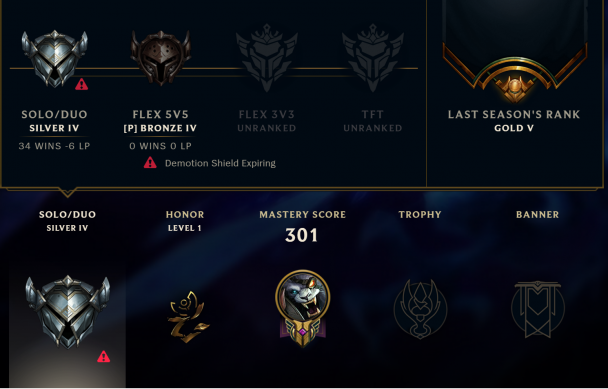 SOLO/DUO
SILVER IV
34 WINS -6 LP
FLEX 5V5
[P] BRONZE IV
0 WINS 0 LP
FLEX 3V3
UNRANKED
TFT
UNRANKED
LAST SEASON'S RANK
GOLD V
Demotion Shield Expiring
SOLO/DUO
SILVER IV
HONOR
LEVEL 1
MASTERY SCORE
301
TROPHY
BANNER